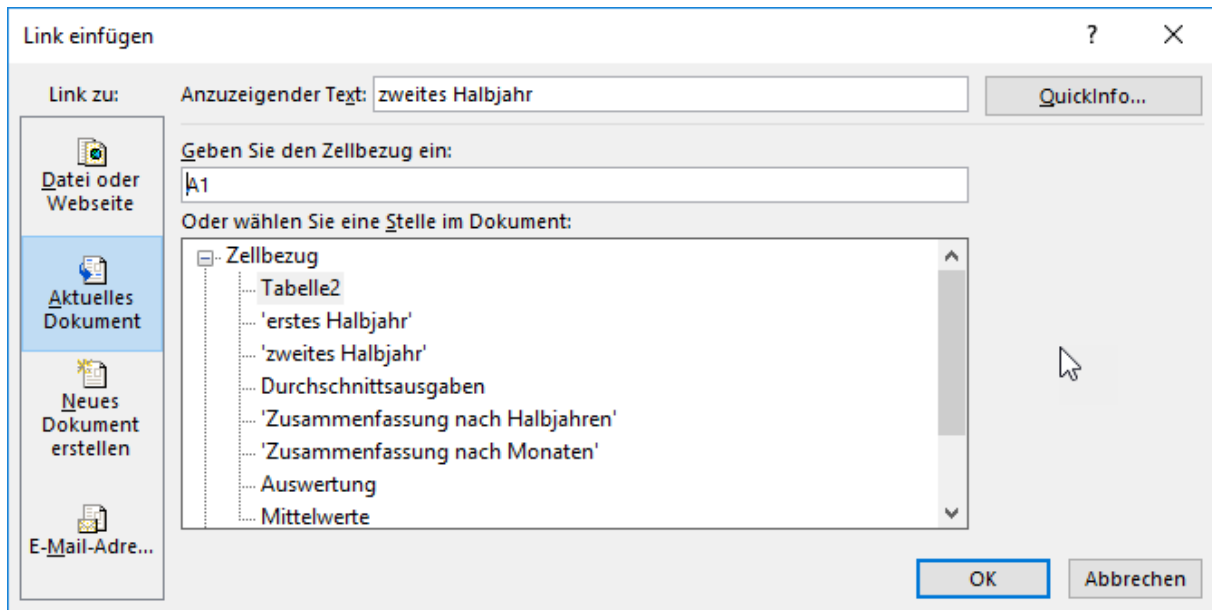 Link einfügen
?
Link zu:
Anzuzeigender Text: zweites Halbjahr
QuickInfo...
Datei oder
Webseite
Aktuelles
Dokument
Neues
Dokument
erstellen
E-Mail-Adre...
Geben Sie den Zellbezug ein:
A1
Oder wählen Sie eine Stelle im Dokument:
Zellbezug
Tabelle2
'erstes Halbjahr'
'zweites Halbjahr'
Durchschnittsausgaben
'Zusammenfassung nach Halbjahren'
'Zusammenfassung nach Monaten'
Auswertung
Mittelwerte
OK
Abbrechen